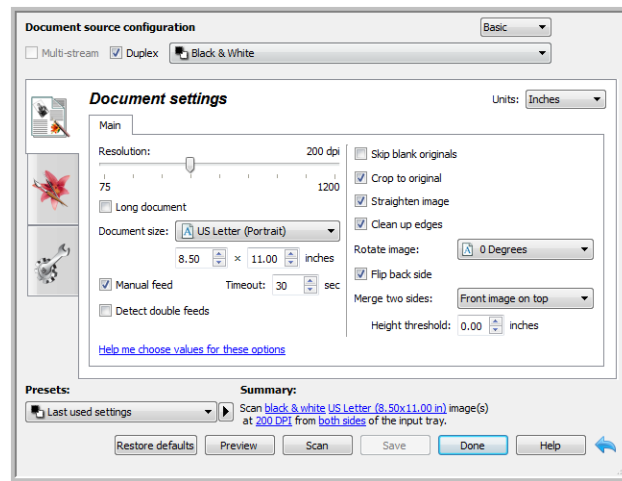 Document source configuration
Basic
Multi-stream
Duplex
Black & White
Document settings
Units: Inches
Main
Resolution: 200 dpi
75 1200
Long document
Document size: US Letter (Portrait)
8.50 × 11.00 inches
Manual feed Timeout: 30 sec
Detect double feeds
Help me choose values for these options
Skip blank originals
Crop to original
Straighten image
Clean up edges
Rotate image: 0 Degrees
Flip back side
Merge two sides: Front image on top
Height threshold: 0.00 inches
Presets:
Last used settings
Summary:
Scan black & white US Letter (8.50x11.00 in) image(s)
at 200 DPI from both sides of the input tray.
Restore defaults Preview Scan Save Done Help